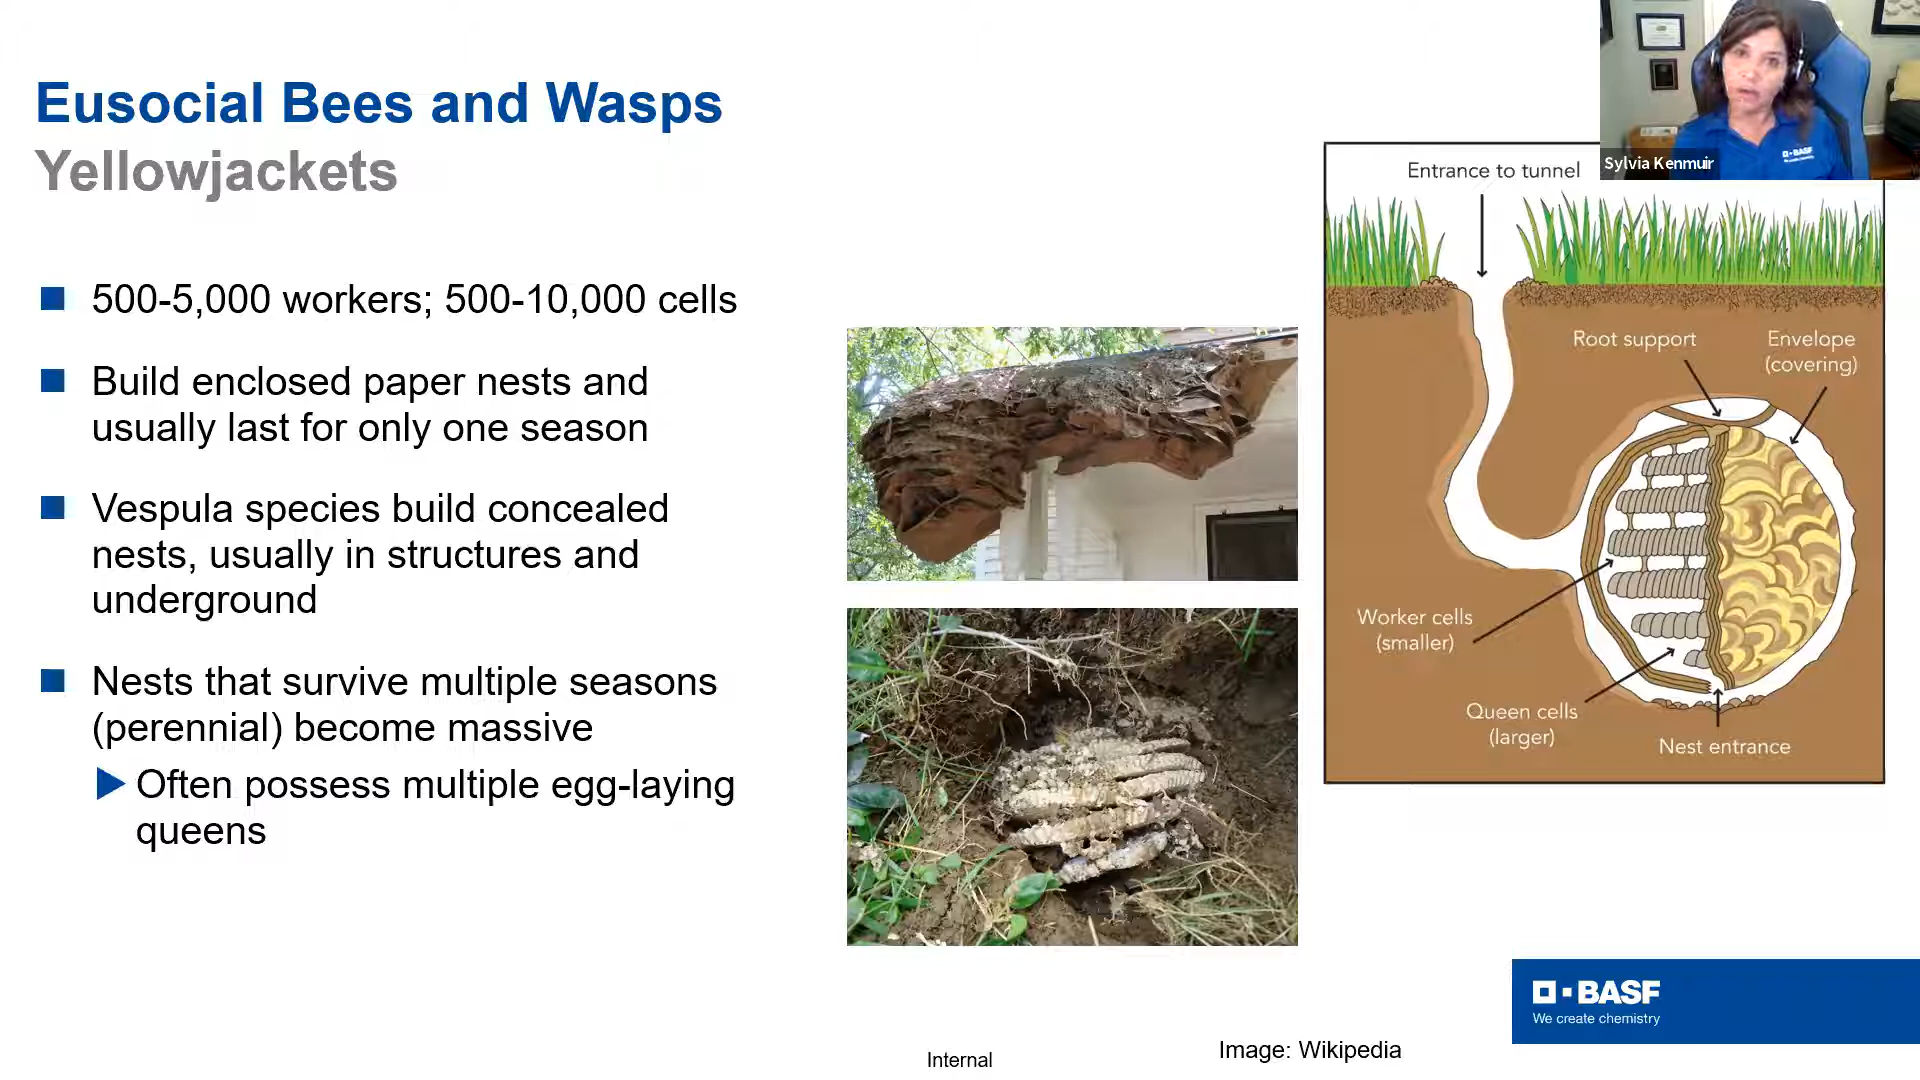 Eusocial Bees and Wasps
Yellowjackets
500-5,000 workers; 500-10,000 cells
Build enclosed paper nests and
usually last for only one season
Vespula species build concealed
nests, usually in structures and
underground
Nests that survive multiple seasons
(perennial) become massive
Often possess multiple egg-laying
queens
Entrance to tunnel
Root support
Envelope
(covering)
Worker cells
(smaller)
Queen cells
(larger)
Nest entrance
Sylvia Kenmuir
BASF
BASF
We create chemistry
Image: Wikipedia
Internal